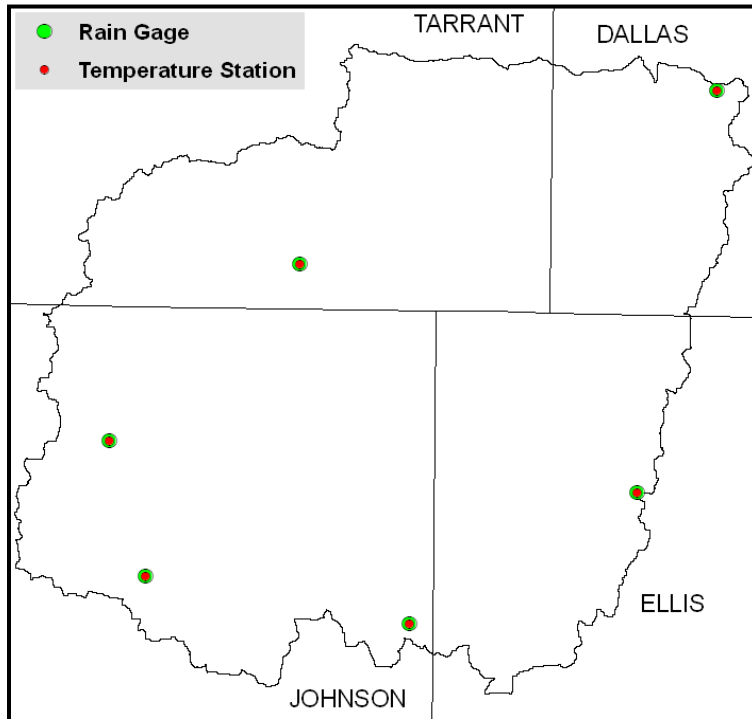 Rain Gage
Temperature Station
TARRANT
DALLAS
ELLIS
JOHNSON